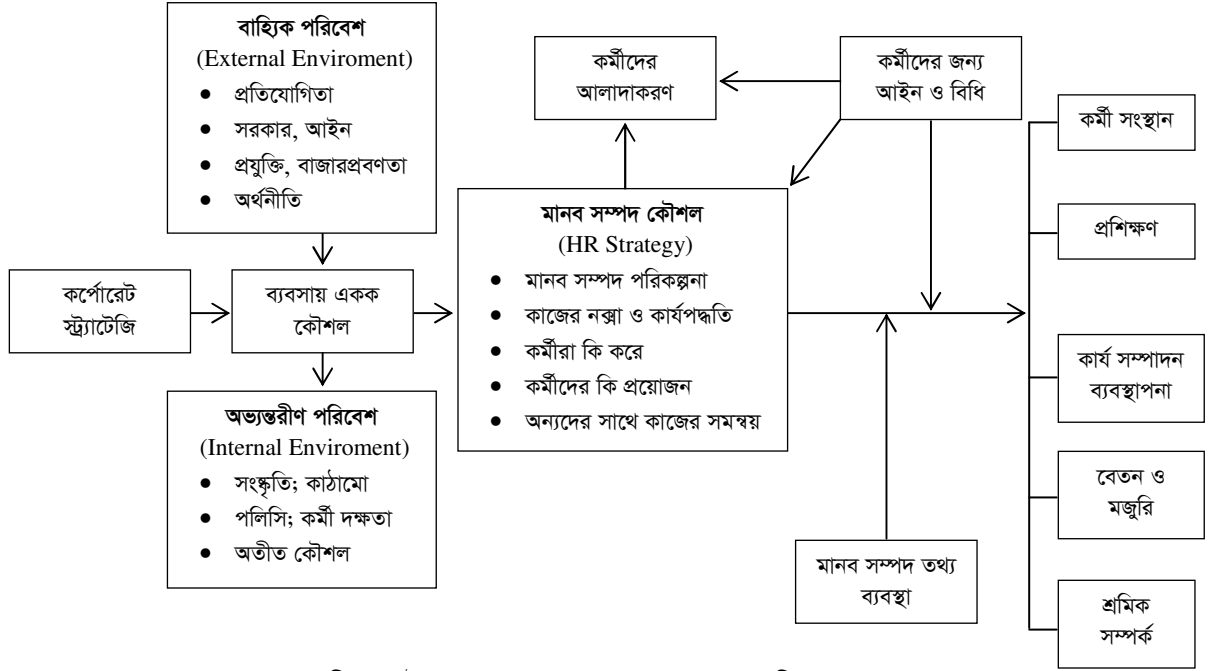 বাহ্যিক পরিবেশ
(External Enviroment)
● প্রতিযোগিতা
● সরকার, আইন
● প্রযুক্তি, বাজারপ্রবণতা
● অর্থনীতি
কর্মীদের
আলাদাকরণ
কর্মীদের জন্য
আইন ও বিধি
কর্পোরেট
স্ট্র্যাটেজি
ব্যবসায় একক
কৌশল
মানব সম্পদ কৌশল
(HR Strategy)
● মানব সম্পদ পরিকল্পনা
● কাজের নক্সা ও কার্যপদ্ধতি
● কর্মীরা কি করে
● কর্মীদের কি প্রয়োজন
● অন্যদের সাথে কাজের সমন্বয়
অভ্যন্তরীণ পরিবেশ
(Internal Enviroment)
● সংষ্কৃতি; কাঠামো
● পলিসি; কর্মী দক্ষতা
● অতীত কৌশল
মানব সম্পদ তথ্য
ব্যবস্থা
কর্মী সংস্থান
প্রশিক্ষণ
কার্য সম্পাদন
ব্যবস্থাপনা
বেতন ও
মজুরি
শ্রমিক
সম্পর্ক